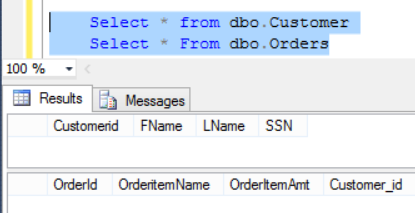 Select * from dbo.Customer
Select * From dbo.Orders
100 %
Results Messages
Customerid FName LName SSN
OrderId OrderitemName OrderItemAmt Customer_id